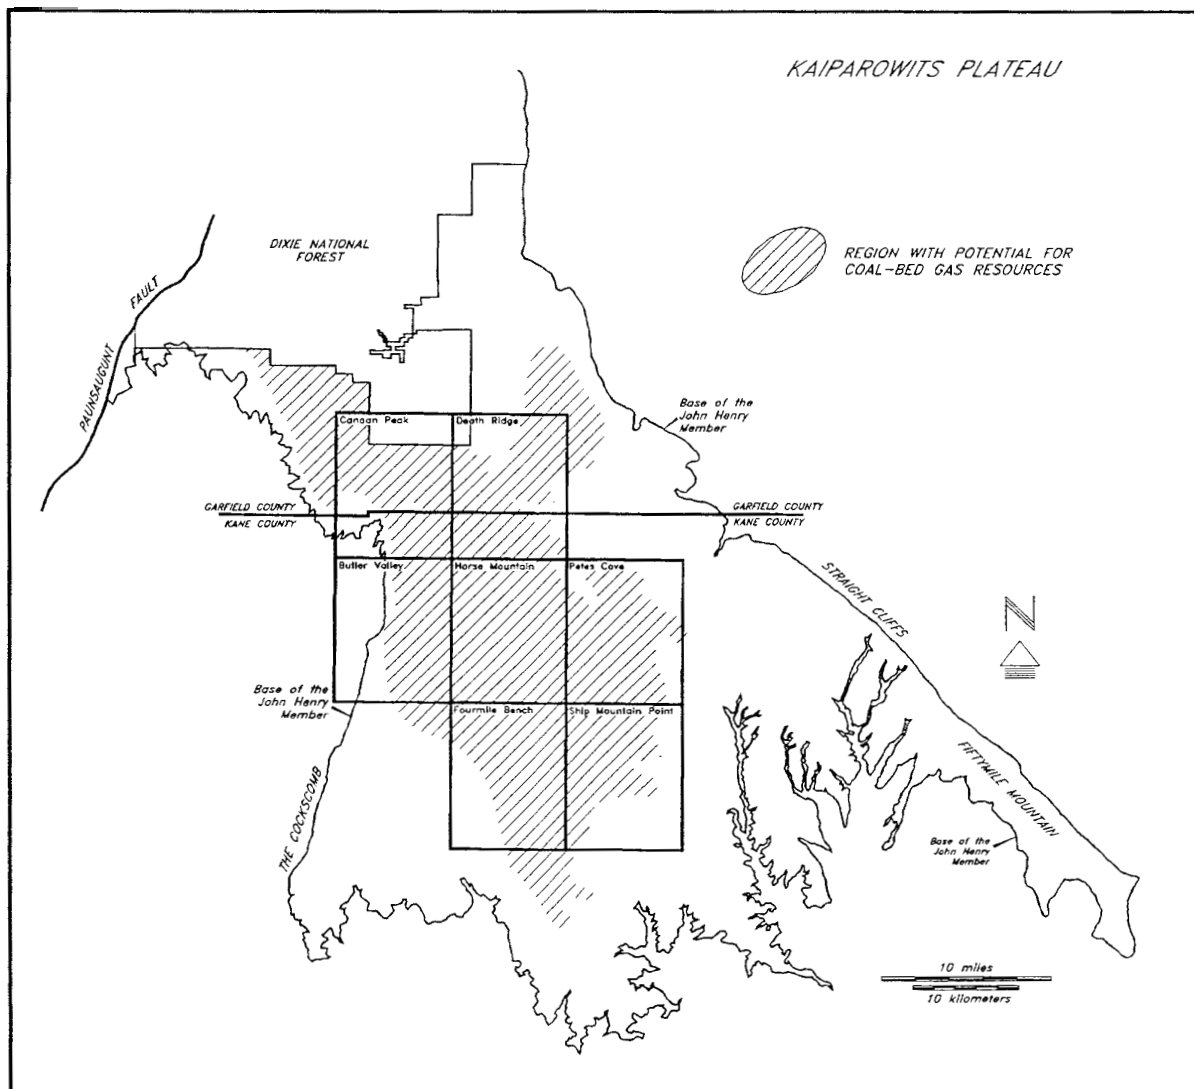 KAIPAROWITS PLATEAU
DIXIE NATIONAL
FOREST
REGION WITH POTENTIAL FOR
COAL-BED GAS RESOURCES
PAUNSAUGUNT
FAULT
Base of the
John Henry
Member
Canaan Peak
Death Ridge
GARFIELD COUNTY
KANE COUNTY
GARFIELD COUNTY
KANE COUNTY
Butler Valley
Horse Mountain
Petes Cove
STRAIGHT CLIFFS
N
Base of the
John Henry
Member
Fourmile Bench
Ship Mountain Point
THE COCKSCOMB
FIFTYMILE MOUNTAIN
Base of the
John Henry
Member
10 miles
10 kilometers